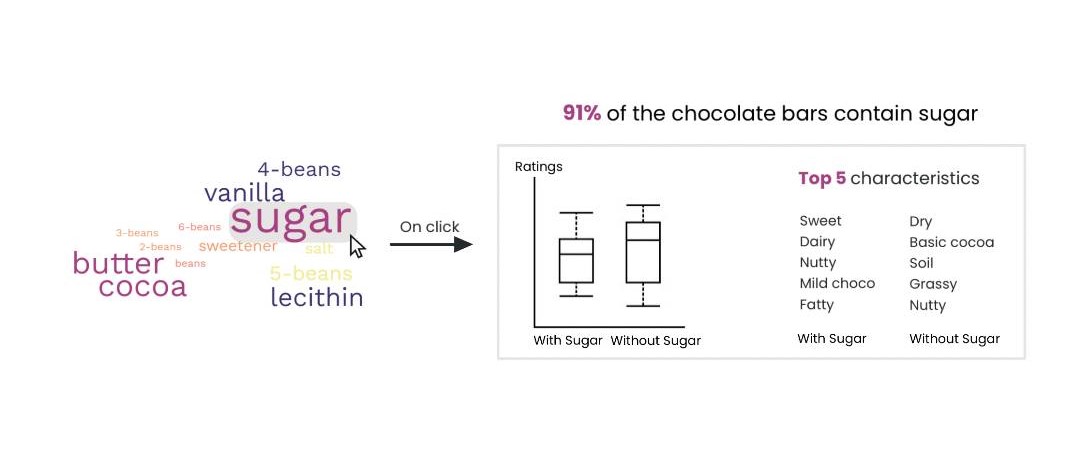 91% of the chocolate bars contain sugar
4-beans
vanilla
sugar
3-beans
6-beans
2-beans
sweetener
salt
butter
beans
5-beans
cocoa
lecithin
On click
Ratings
With Sugar
Without Sugar
Top 5 characteristics
Sweet
Dairy
Nutty
Mild choco
Fatty
With Sugar
Dry
Basic cocoa
Soil
Grassy
Nutty
Without Sugar